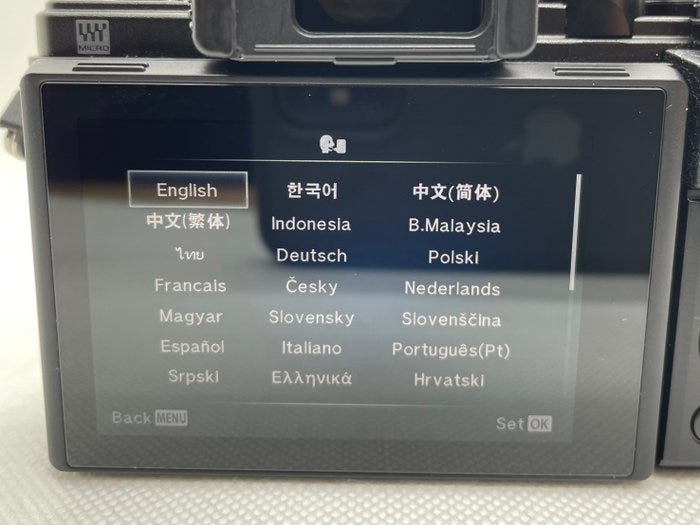 MICRO
English 한국어 中文(简体)
中文(繁体) Indonesia B.Malaysia
ไทย Deutsch Polski
Francais Česky Nederlands
Magyar Slovensky Slovenščina
Español Italiano Português(Pt)
Srpski Ελληνικά Hrvatski
Back MENU Set OK